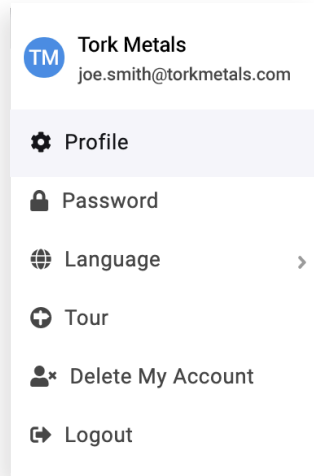 TM
Tork Metals
joe.smith@torkmetals.com
Profile
Password
Language
Tour
Delete My Account
Logout